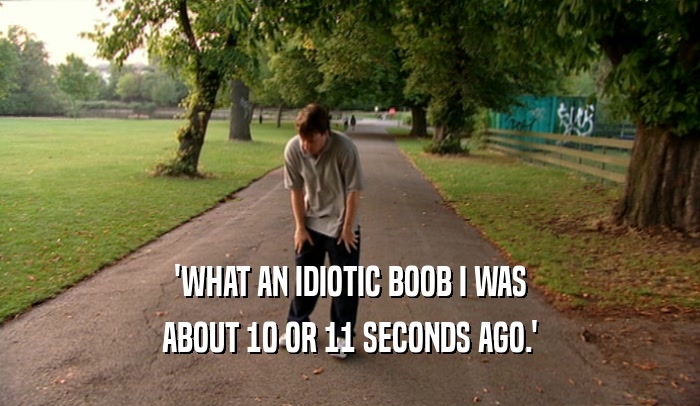 'WHAT AN IDIOTIC BOOB I WAS
ABOUT 10 OR 11 SECONDS AGO.'